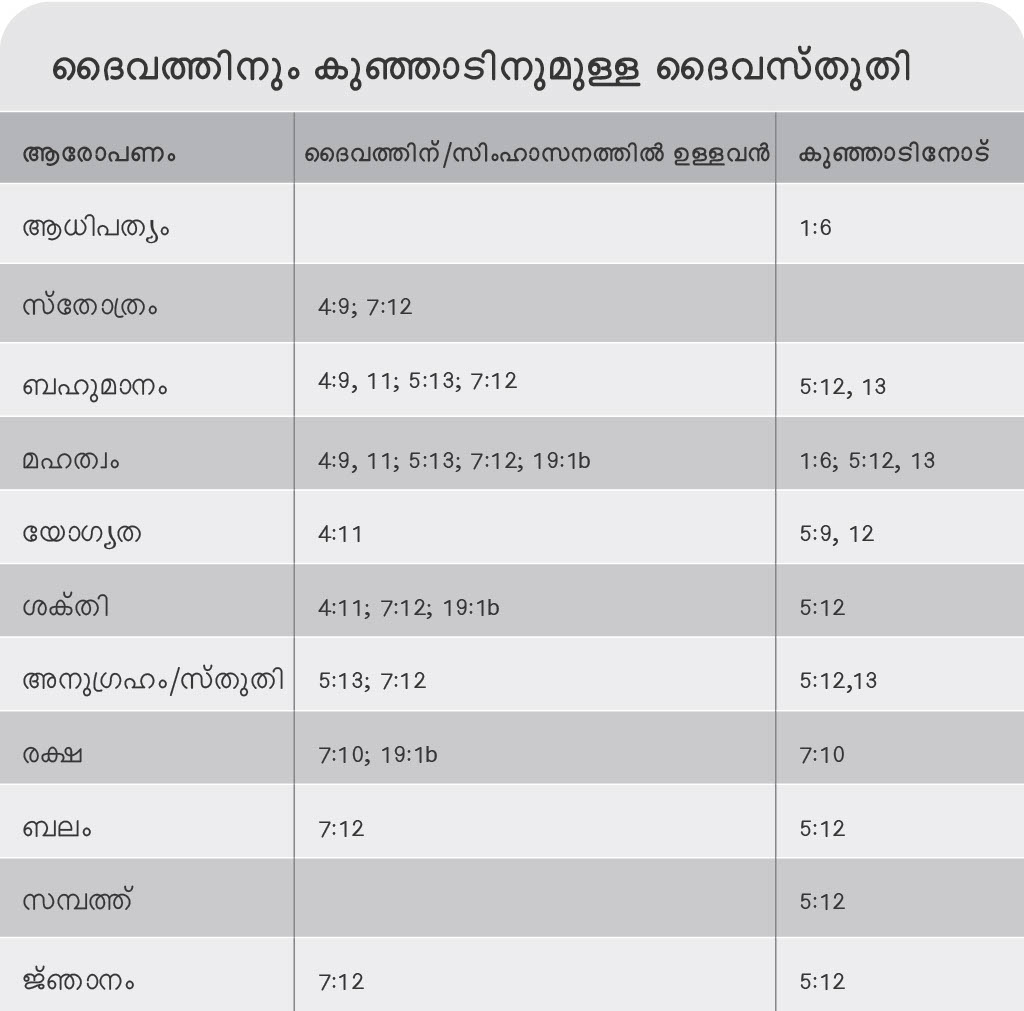 ദൈവത്തിനും കുഞ്ഞാടിനുമുള്ള ദൈവസ്തുതി
ആരോപണം ദൈവത്തിന്/സിംഹാസനത്തിൽ ഉള്ളവൻ കുഞ്ഞാടിനോട്
ആധിപത്യം 1:6
സ്തോത്രം 4:9; 7:12
ബഹുമാനം 4:9, 11; 5:13; 7:12 5:12, 13
മഹത്വം 4:9, 11; 5:13; 7:12; 19:1b 1:6; 5:12, 13
യോഗ്യത 4:11 5:9, 12
ശക്തി 4:11; 7:12; 19:1b 5:12
അനുഗ്രഹം/സ്തുതി 5:13; 7:12 5:12,13
രക്ഷ 7:10; 19:1b 7:10
ബലം 7:12 5:12
സമ്പത്ത് 5:12
ജ്ഞാനം 7:12 5:12